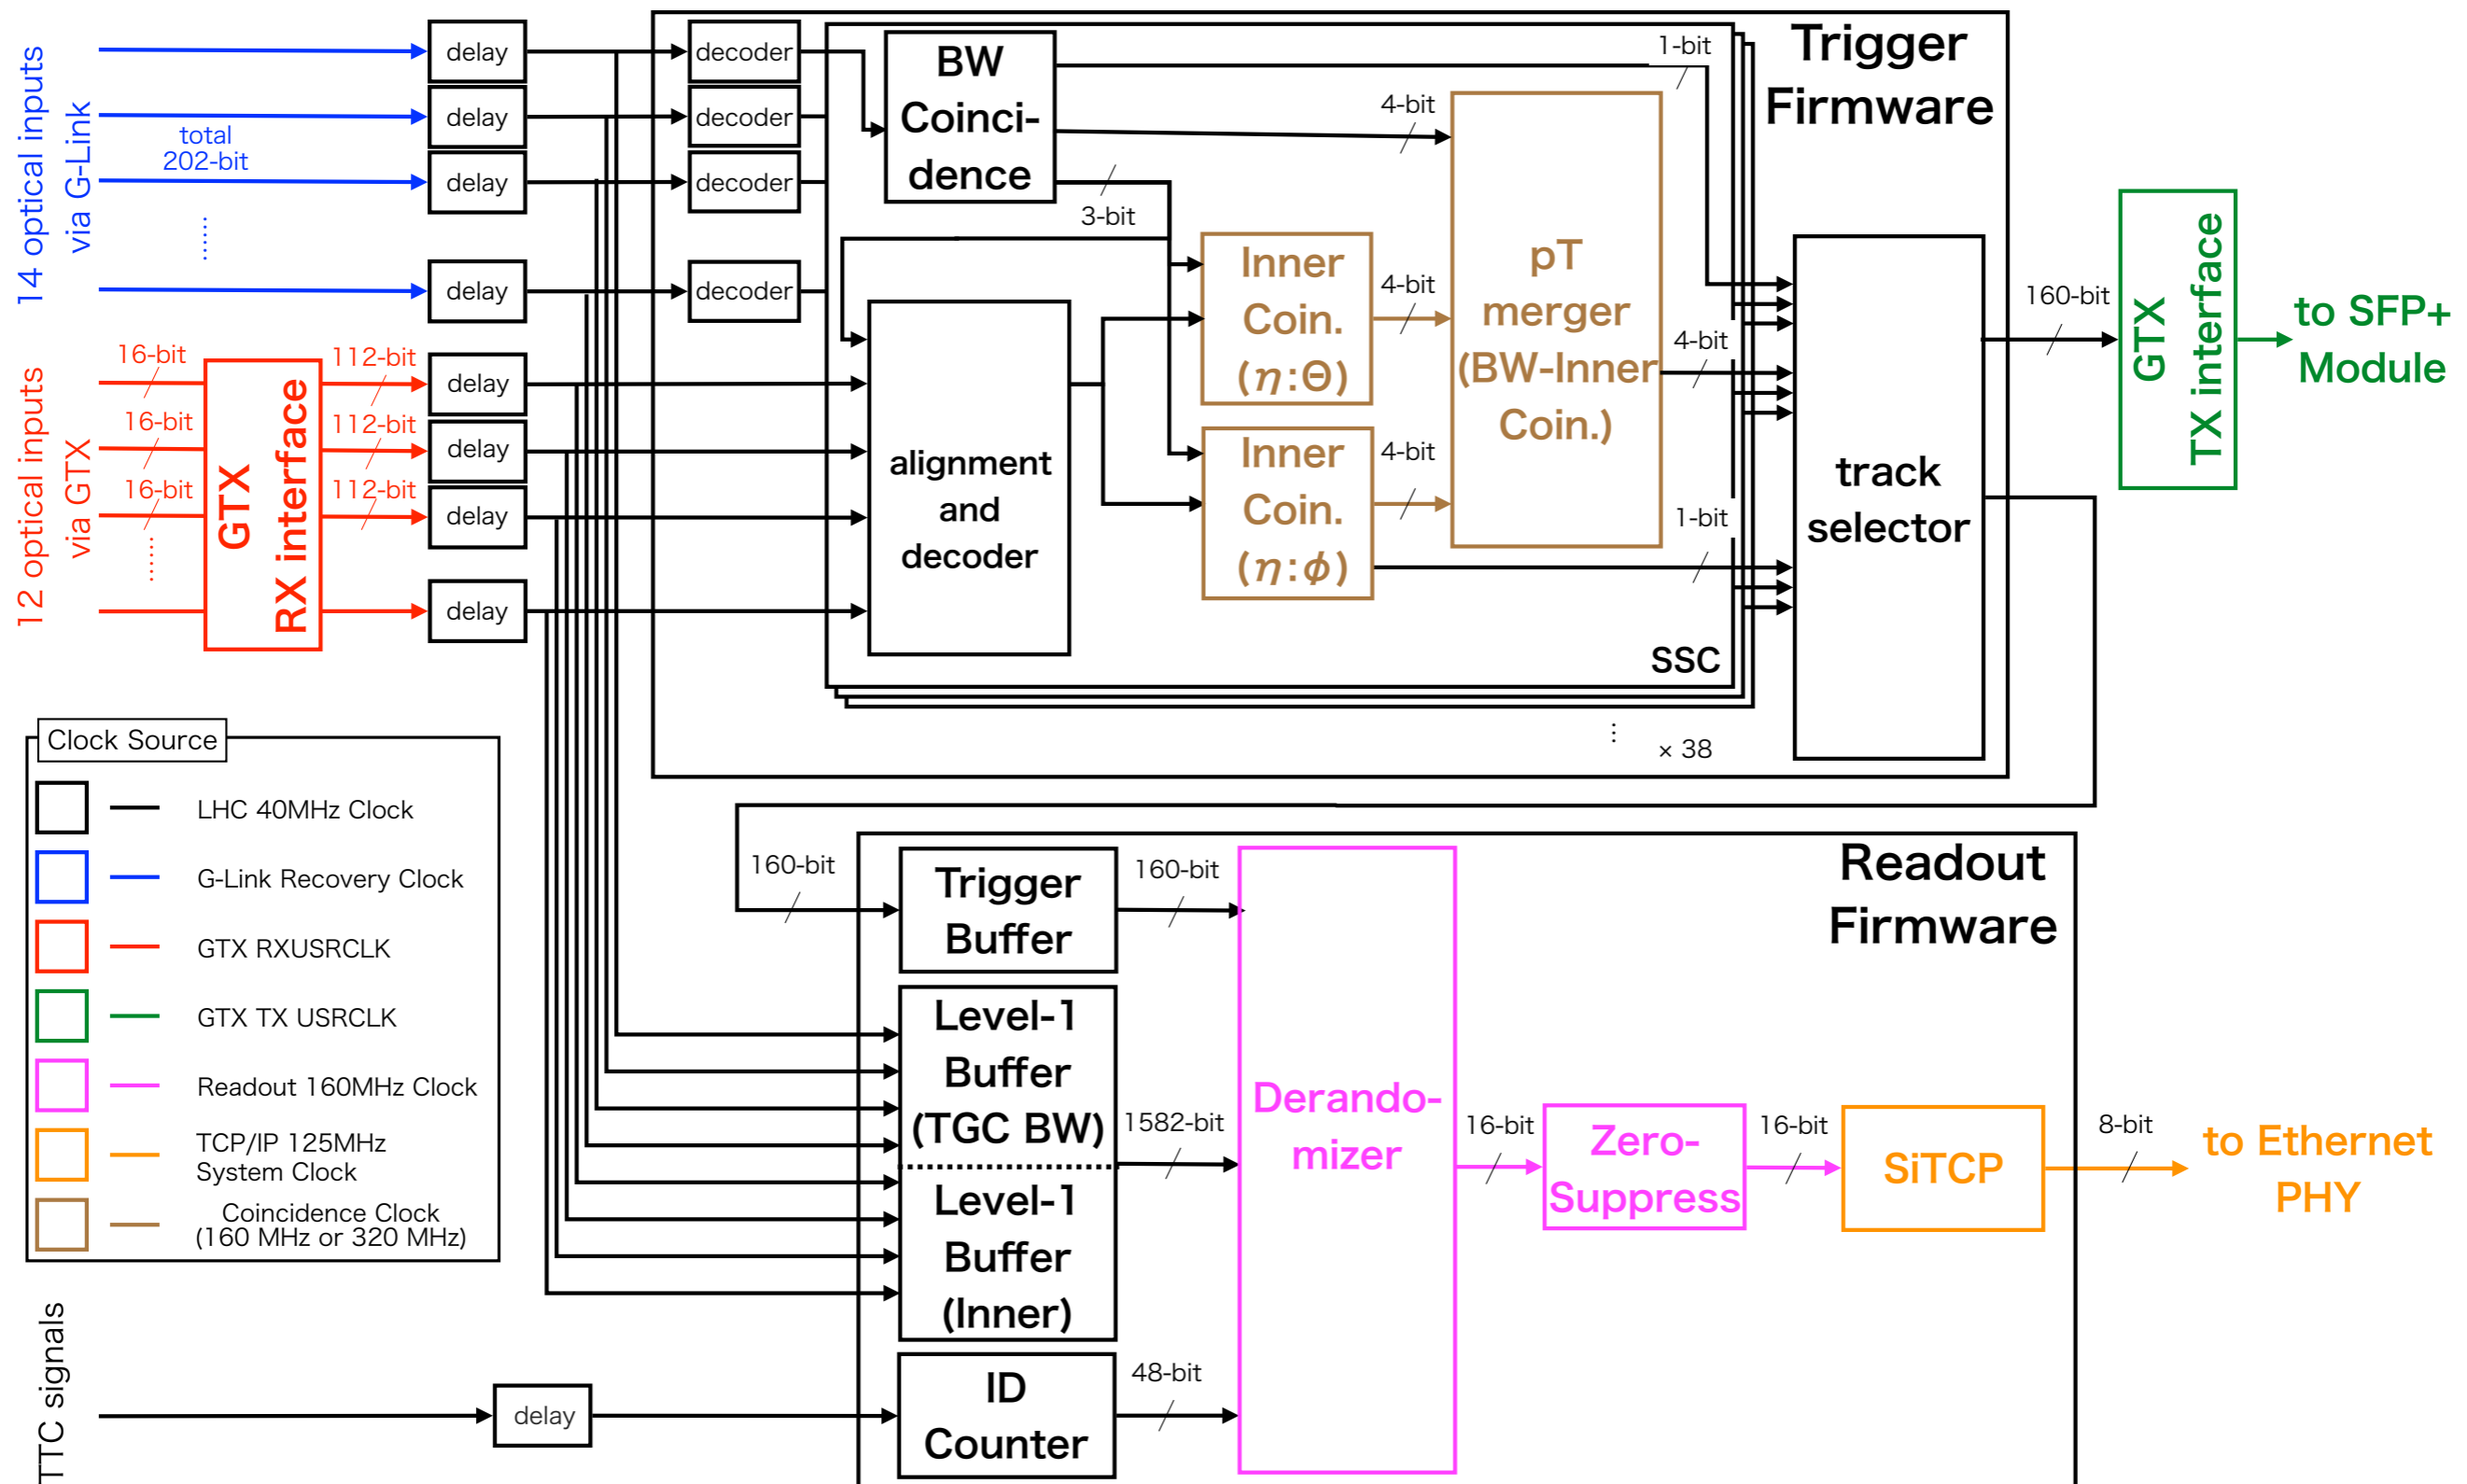 14 optical inputs
via G-Link
total
202-bit
......
12 optical inputs
via GTX
16-bit
16-bit
16-bit
......
GTX
RX interface
112-bit
112-bit
112-bit
delay
delay
delay
delay
delay
delay
delay
delay
decoder
decoder
decoder
decoder
Trigger
Firmware
BW
Coinci-
dence
1-bit
4-bit
3-bit
alignment
and
decoder
Inner
Coin.
(η:Θ)
4-bit
Inner
Coin.
(η:ϕ)
4-bit
pT
merger
(BW-Inner
Coin.)
4-bit
1-bit
SSC
× 38
track
selector
160-bit
GTX
TX interface
to SFP+
Module
Clock Source
LHC 40MHz Clock
G-Link Recovery Clock
GTX RXUSRCLK
GTX TX USRCLK
Readout 160MHz Clock
TCP/IP 125MHz
System Clock
Coincidence Clock
(160 MHz or 320 MHz)
Readout
Firmware
160-bit
Trigger
Buffer
160-bit
Level-1
Buffer
(TGC BW)
Level-1
Buffer
(Inner)
1582-bit
TTC signals
delay
ID
Counter
48-bit
Derando-
mizer
16-bit
Zero-
Suppress
16-bit
SiTCP
8-bit
to Ethernet
PHY